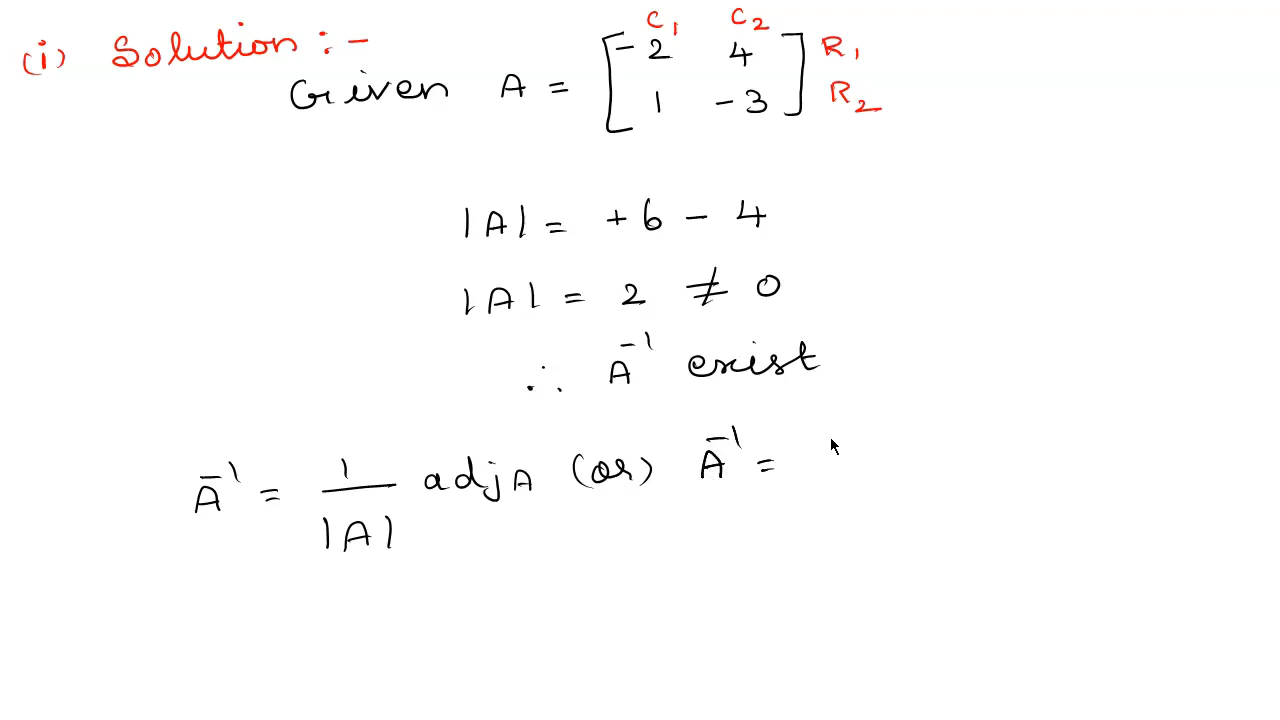 C₁ C₂
(i) Solution :-
Given A = [-2 4] R₁
[1 -3] R₂
|A| = +6 - 4
|A| = 2 ≠ 0
∴ A⁻¹ exist
A⁻¹ = 1/|A| adjA (or) A⁻¹ =